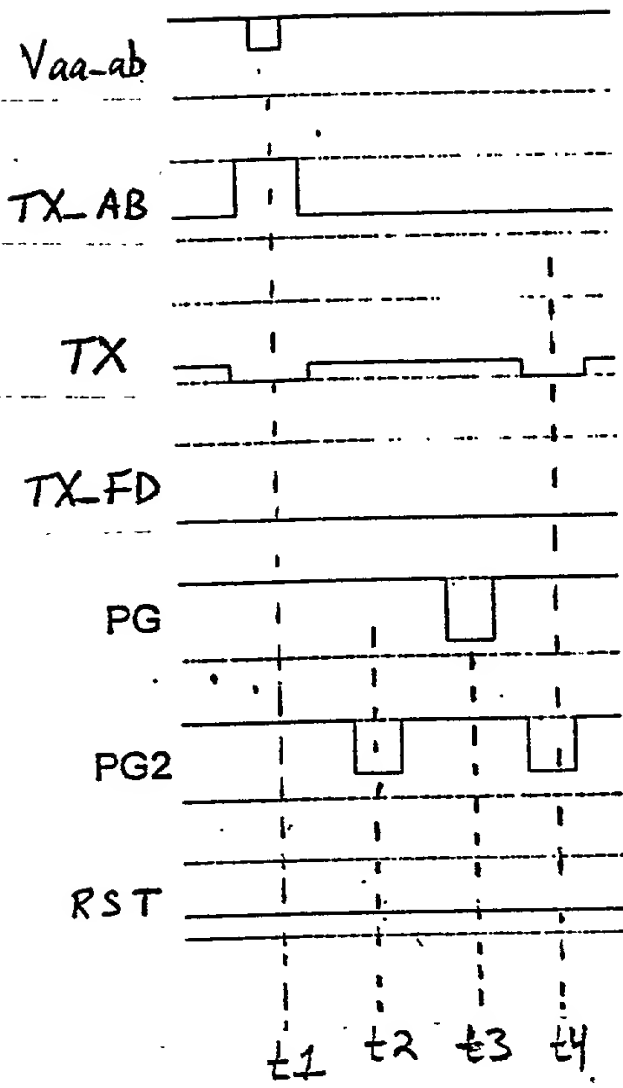 Vaa-ab
TX_AB
TX
TX_FD
PG
PG2
RST
t1 t2 t3 t4